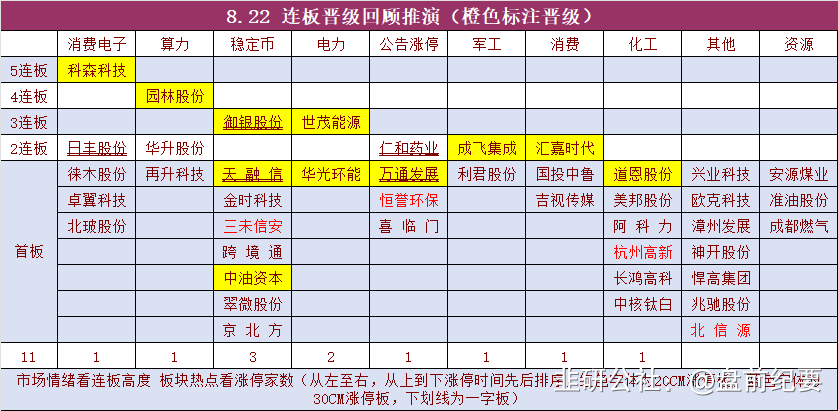 8.22 连板晋级回顾推演（橙色标注晋级）
消费电子 算力 稳定币 电力 公告涨停 军工 消费 化工 其他 资源
5连板 科森科技
4连板 园林股份
3连板 御银股份 世茂能源
2连板 日丰股份 华升股份 仁和药业 成飞集成 汇嘉时代
徕木股份 再升科技 天融信 华光环能 万通发展 利君股份 国投中鲁 道恩股份 兴业科技 安源煤业
卓翼科技 金时科技 恒誉环保 吉视传媒 美邦股份 欧克科技 准油股份
北玻股份 三未信安 喜临门 阿科力 漳州发展 成都燃气
首板 跨境通 杭州高新 神开股份
中油资本 长鸿高科 悍高集团
翠微股份 中核钛白 兆驰股份
京北方 北信源
11 1 1 3 2 1 1 1 1
市场情绪看连板高度 板块热点看涨停家数（从左至右，从上到下涨停时间先后排序，
30CM涨停板，下划线为一字板）
韭研公社：@盘前纪要